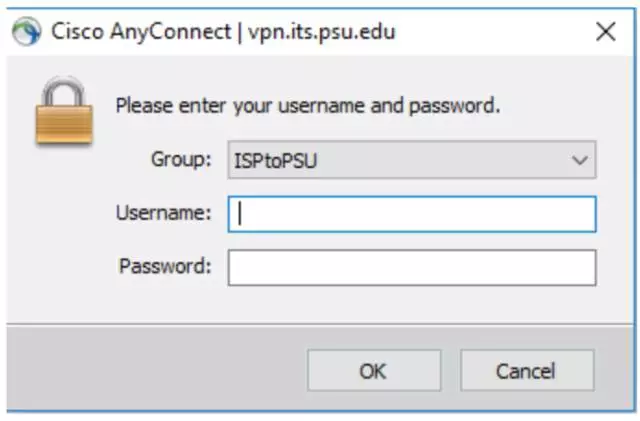 Cisco AnyConnect | vpn.its.psu.edu
Please enter your username and password.
Group: ISPtoPSU
Username:
Password:
OK Cancel